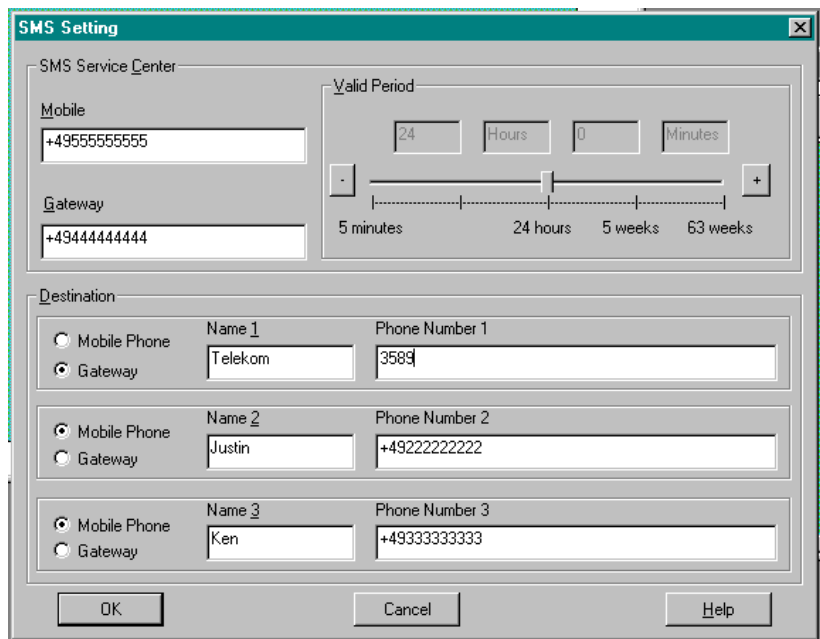 SMS Setting
SMS Service Center
Mobile
+49555555555
Gateway
+49444444444
Valid Period
24 Hours 0 Minutes
- +
5 minutes 24 hours 5 weeks 63 weeks
Destination
Mobile Phone
Gateway
Name 1
Telekom
Phone Number 1
3589
Mobile Phone
Gateway
Name 2
Justin
Phone Number 2
+49222222222
Mobile Phone
Gateway
Name 3
Ken
Phone Number 3
+49333333333
OK Cancel Help